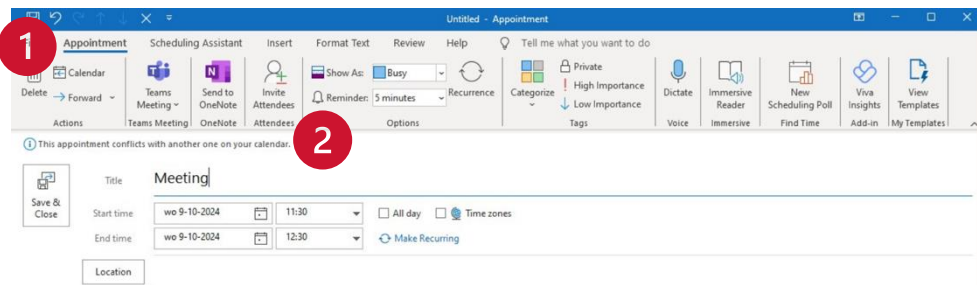 Untitled - Appointment
1
Appointment Scheduling Assistant Insert Format Text Review Help Tell me what you want to do
Calendar Show As: Busy Private
High Importance
Delete Forward Teams Meeting Send to OneNote Invite Attendees Reminder: 5 minutes Recurrence Categorize Low Importance Dictate Immersive Reader New Scheduling Poll Viva Insights View Templates
Actions Teams Meeting OneNote Attendees Options Tags Voice Immersive Find Time Add-in My Templates
2
This appointment conflicts with another one on your calendar.
Save & Close
Title Meeting
Start time wo 9-10-2024 11:30 All day Time zones
End time wo 9-10-2024 12:30 Make Recurring
Location